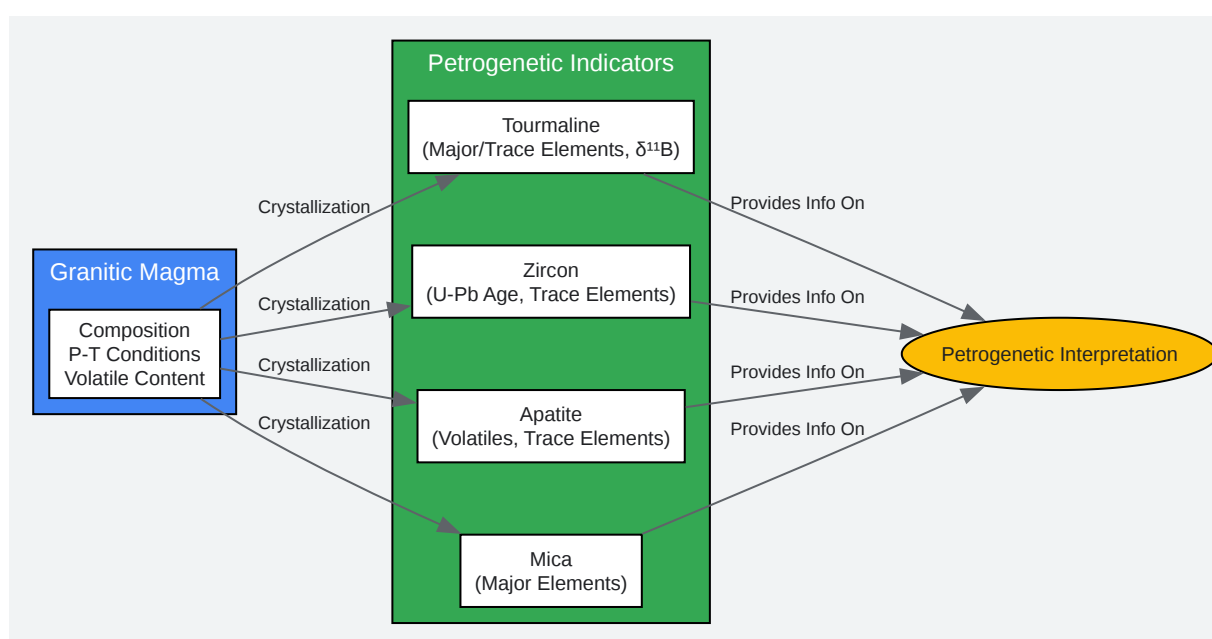 Petrogenetic Indicators
Tourmaline
(Major/Trace Elements, δ¹¹B)
Crystallization
Provides Info On
Granitic Magma
Composition
P-T Conditions
Volatile Content
Crystallization
Zircon
(U-Pb Age, Trace Elements)
Provides Info On
Petrogenetic Interpretation
Crystallization
Apatite
(Volatiles, Trace Elements)
Provides Info On
Crystallization
Provides Info On
Mica
(Major Elements)